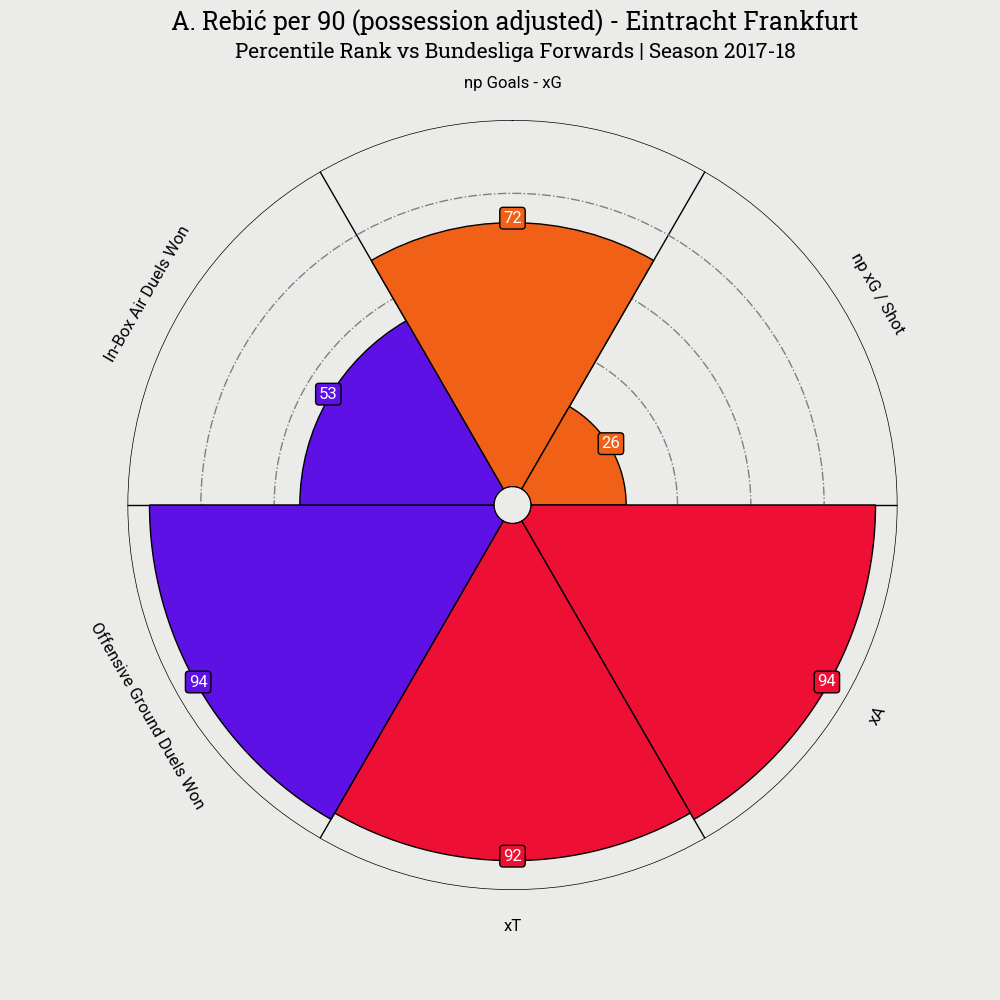 A. Rebić per 90 (possession adjusted) - Eintracht Frankfurt
Percentile Rank vs Bundesliga Forwards | Season 2017-18
np Goals - xG
72
np xG / Shot
26
In-Box Air Duels Won
53
Offensive Ground Duels Won
94
xA
94
92
xT